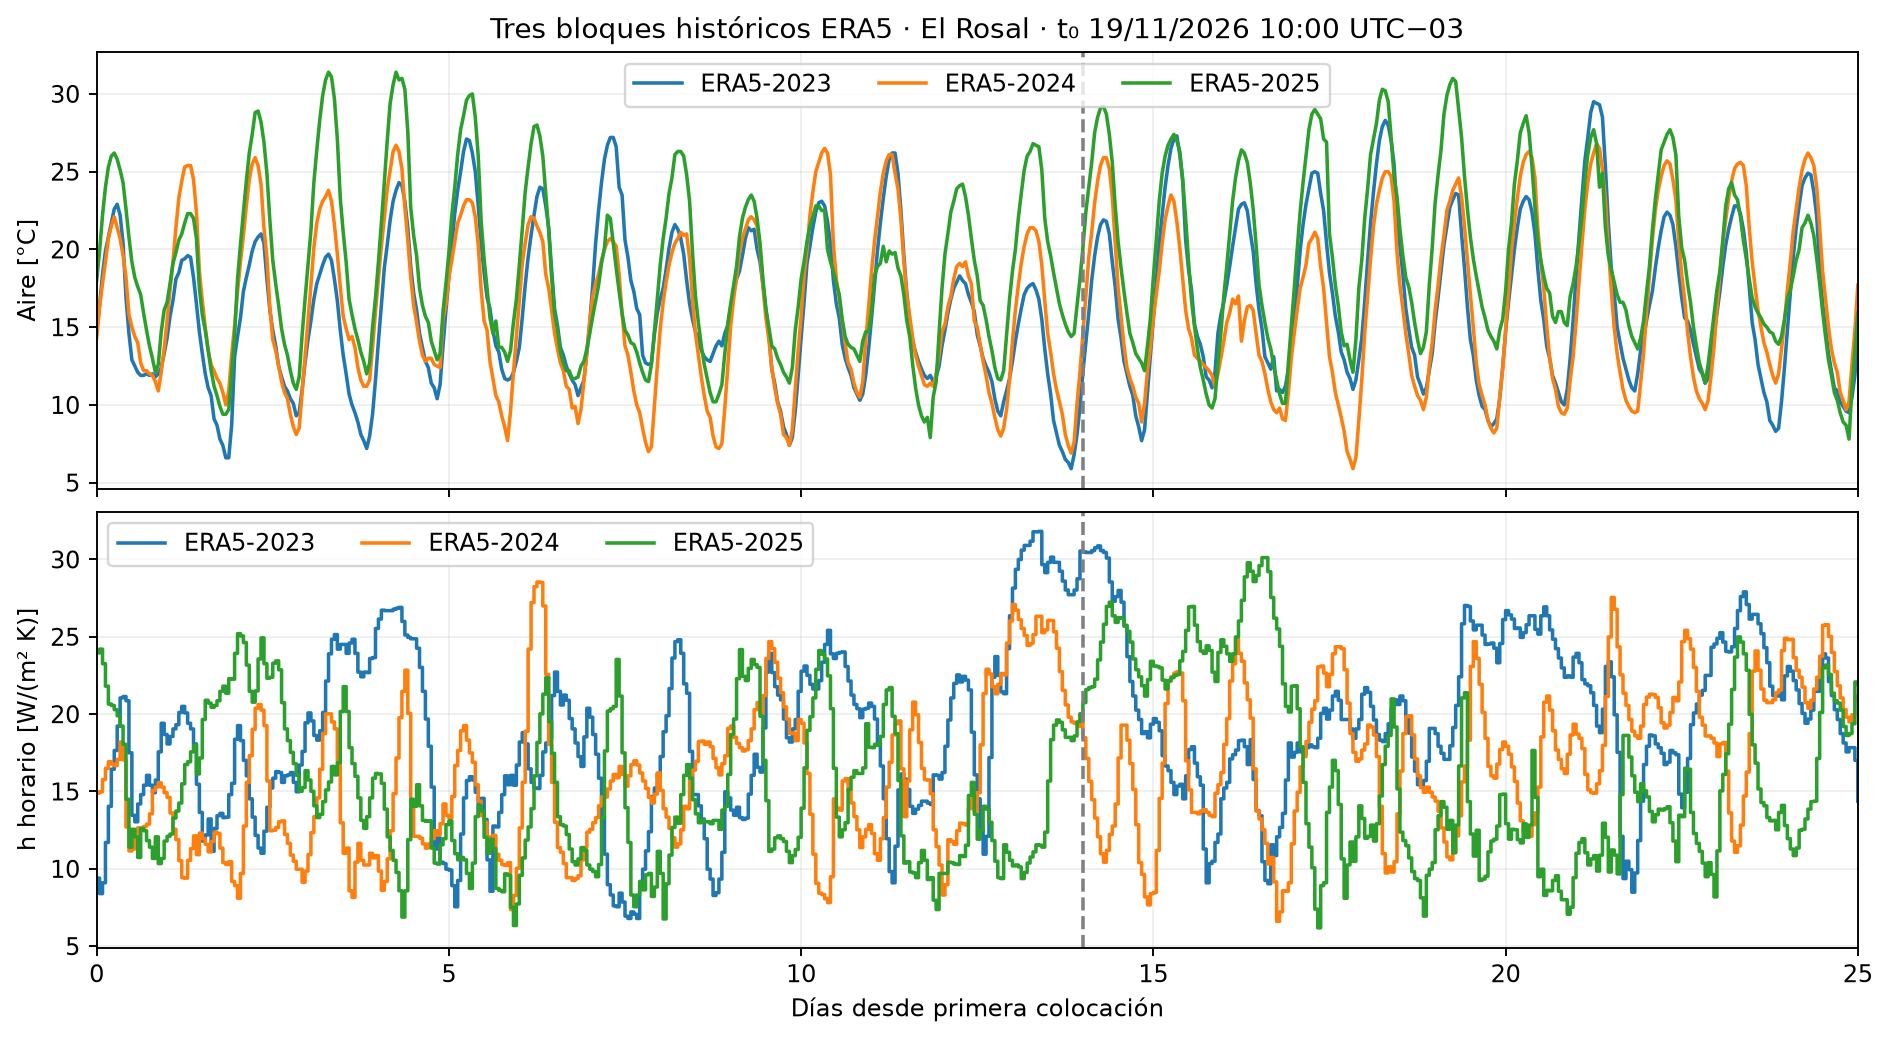 Tres bloques históricos ERA5 · El Rosal · t₀ 19/11/2026 10:00 UTC−03
ERA5-2023 ERA5-2024 ERA5-2025
Aire [°C]
30
25
20
15
10
5
ERA5-2023 ERA5-2024 ERA5-2025
h horario [W/(m² K)]
30
25
20
15
10
5
0 5 10 15 20 25
Días desde primera colocación